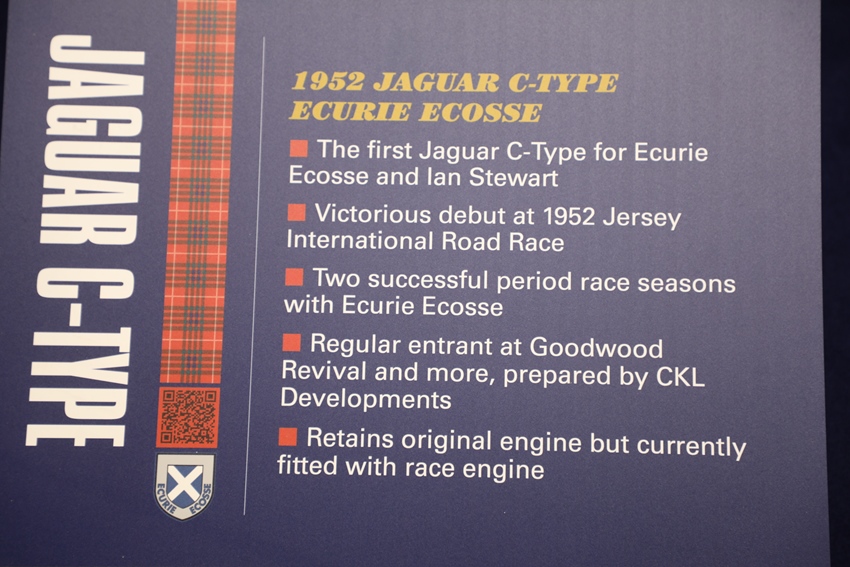 JAGUAR C-TYPE
1952 JAGUAR C-TYPE
ECURIE ECOSSE
■ The first Jaguar C-Type for Ecurie
Ecosse and Ian Stewart
■ Victorious debut at 1952 Jersey
International Road Race
■ Two successful period race seasons
with Ecurie Ecosse
■ Regular entrant at Goodwood
Revival and more, prepared by CKL
Developments
■ Retains original engine but currently
fitted with race engine
ECURIE ECOSSE